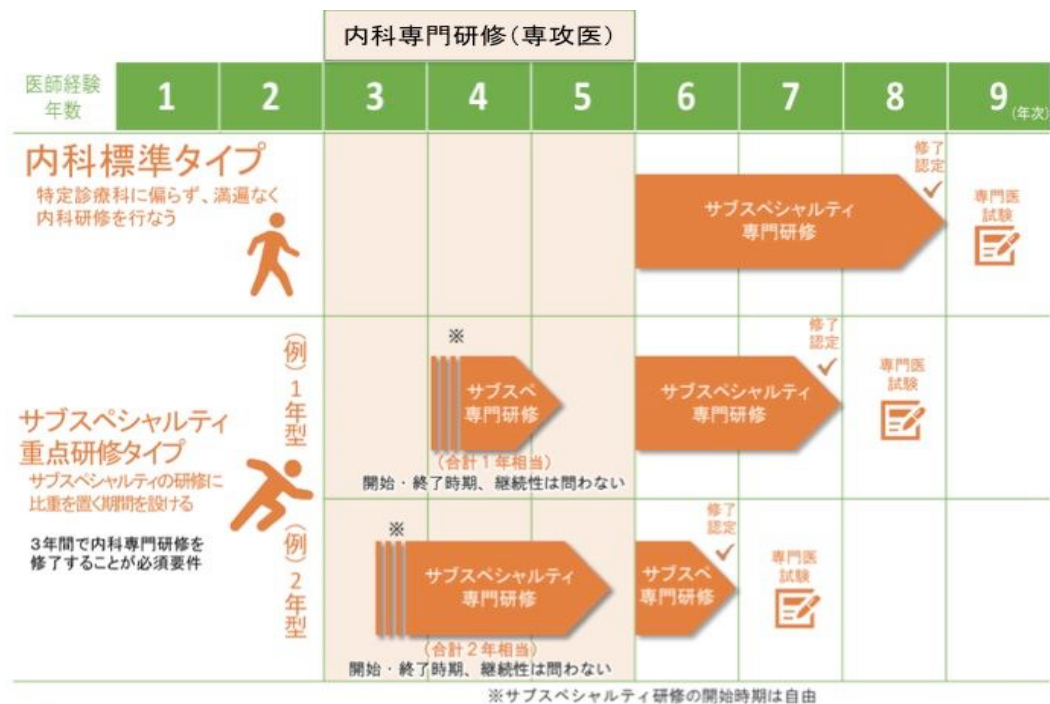 内科専門研修(専攻医)
医師経験
年数
1
2
3
4
5
6
7
8
9
(年次)
内科標準タイプ
特定診療科に偏らず、満遍なく
内科研修を行なう
サブスペシャルティ
専門研修
修了
認定
専門医
試験
サブスペシャルティ
重点研修タイプ
サブスペシャルティの研修に
比重を置く期間を設ける
3年間で内科専門研修を
修了することが必須要件
(例)1年型
※
サブスペ
専門研修
(合計1年相当)
開始・終了時期、継続性は問わない
サブスペシャルティ
専門研修
修了
認定
専門医
試験
(例)2年型
※
サブスペシャルティ
専門研修
(合計2年相当)
開始・終了時期、継続性は問わない
サブスペ
専門研修
修了
認定
専門医
試験
※サブスペシャルティ研修の開始時期は自由